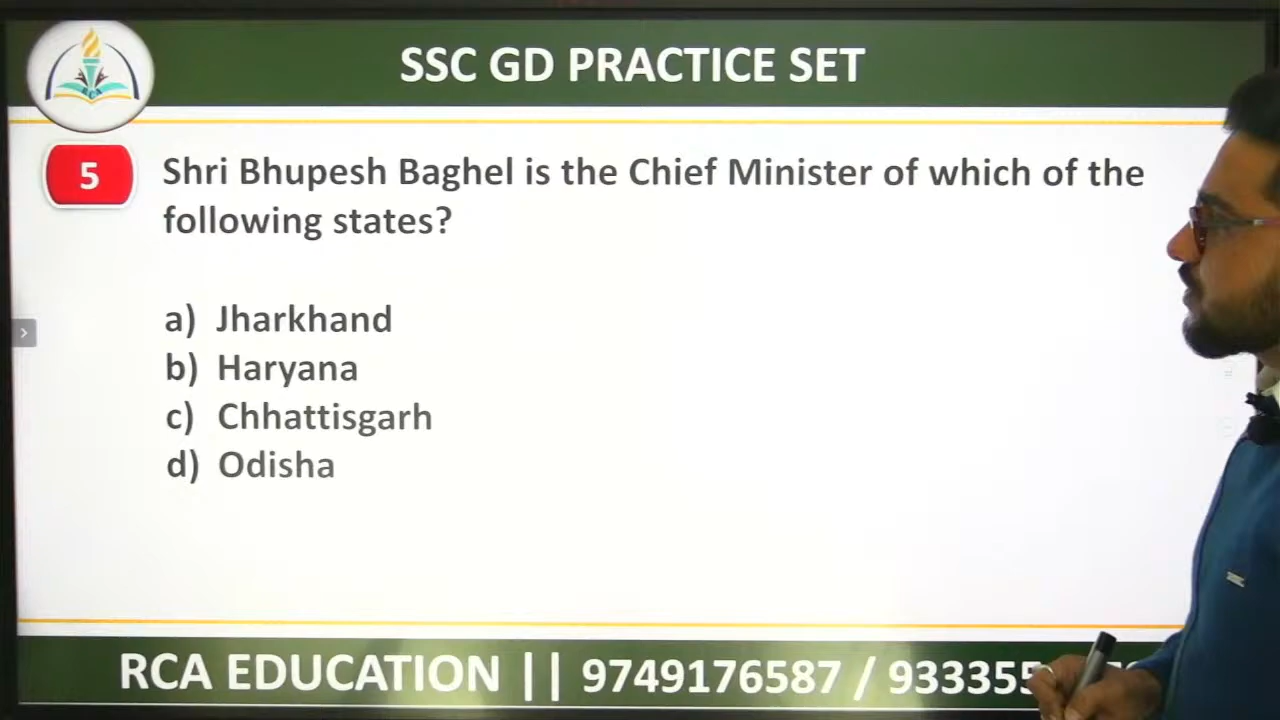 SSC GD PRACTICE SET
5
Shri Bhupesh Baghel is the Chief Minister of which of the
following states?
a) Jharkhand
b) Haryana
c) Chhattisgarh
d) Odisha
RCA EDUCATION || 9749176587 /